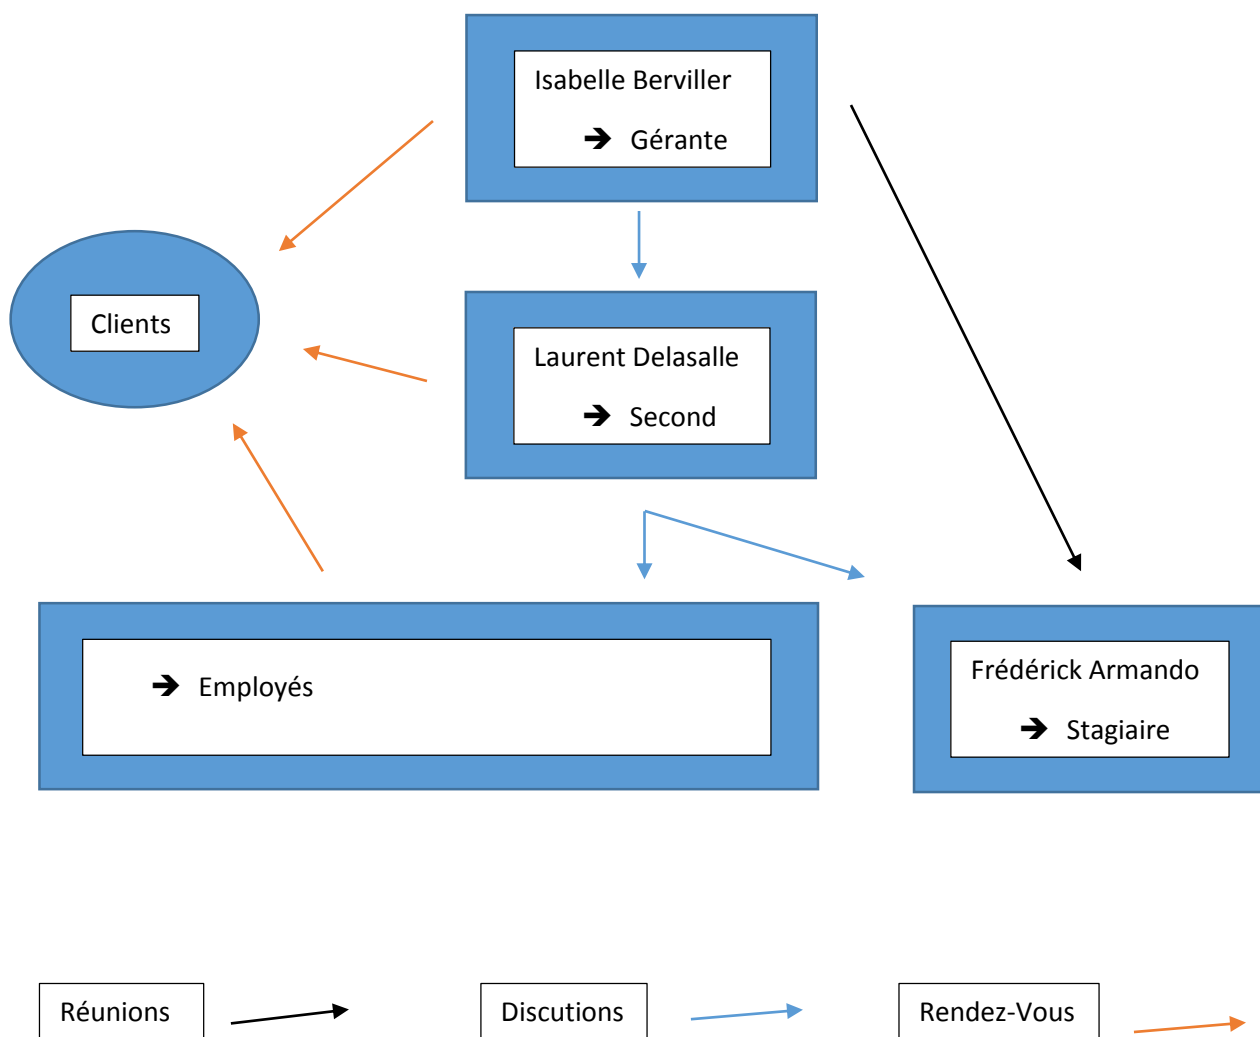 Isabelle Berviller
➔ Gérante
Clients
Laurent Delasalle
➔ Second
➔ Employés
Frédérick Armando
➔ Stagiaire
Réunions
Discutions
Rendez-Vous